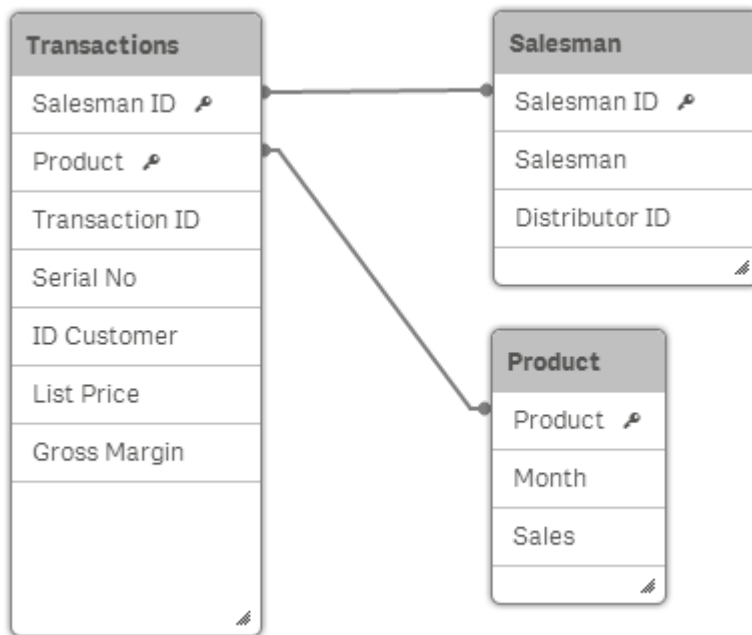 Transactions
Salesman ID
Product
Transaction ID
Serial No
ID Customer
List Price
Gross Margin
Salesman
Salesman ID
Salesman
Distributor ID
Product
Product
Month
Sales